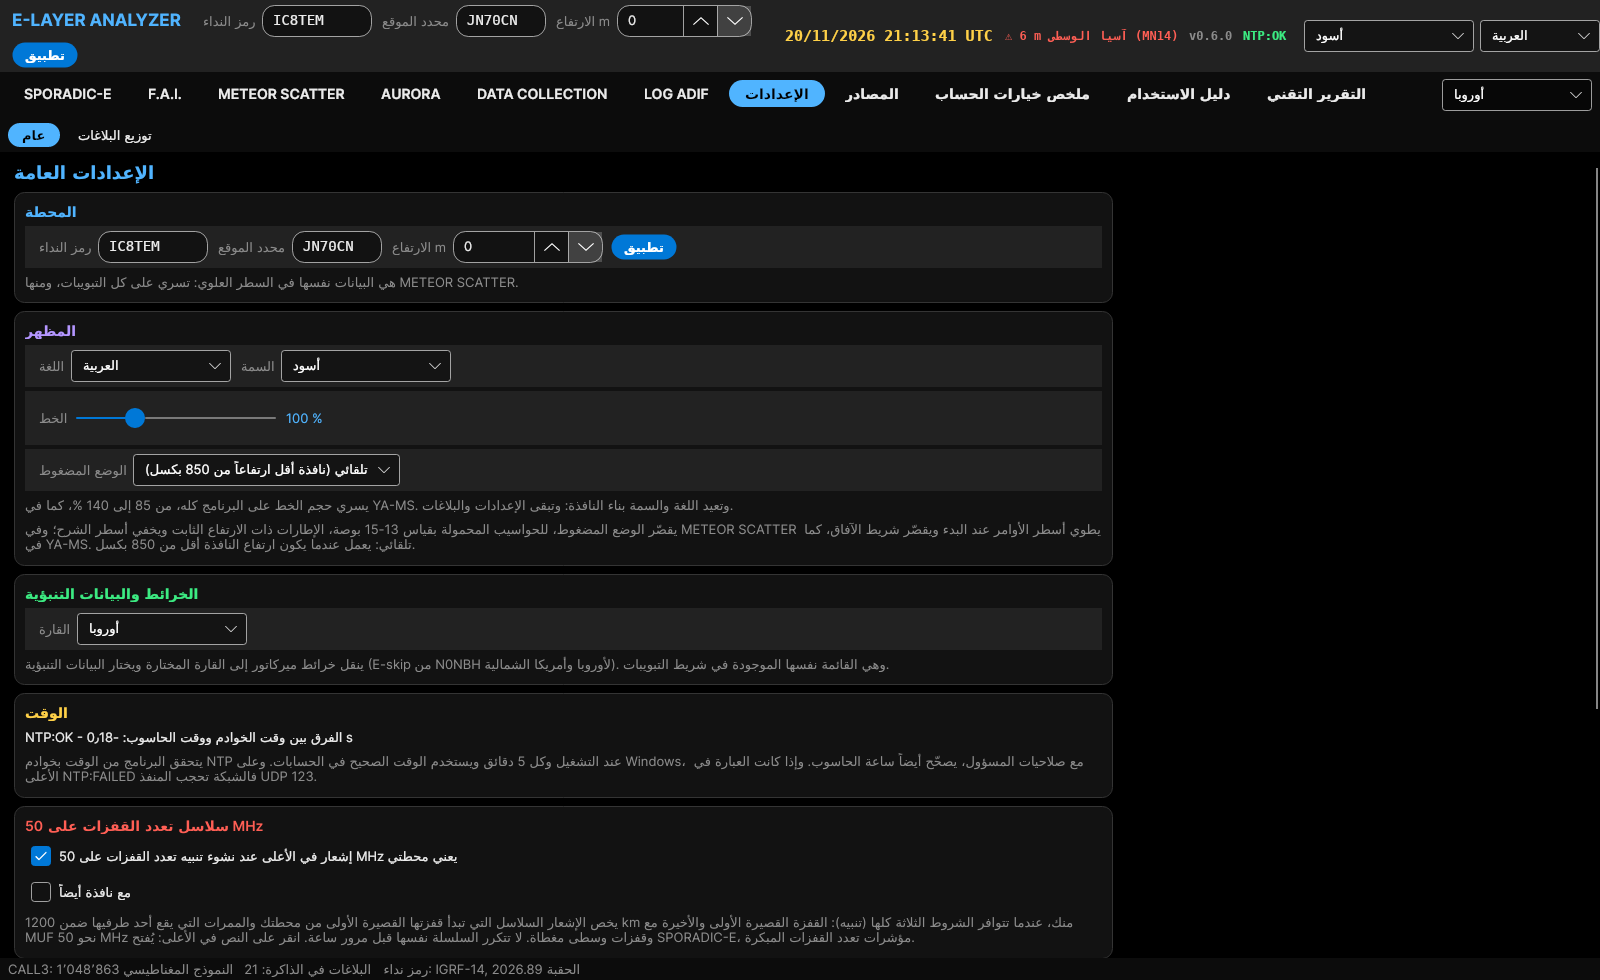 E-LAYER ANALYZER رمز النداء IC8TEM محدد الموقع JN70CN الارتفاع m 0
20/11/2026 21:13:41 UTC ⚠ 6 m آسيا الوسطى (MN14) v0.6.0 NTP:OK أسود العربية
تطبيق
SPORADIC-E F.A.I. METEOR SCATTER AURORA DATA COLLECTION LOG ADIF الإعدادات المصادر ملخص خيارات الحساب دليل الاستخدام التقرير التقني أوروبا
عام توزيع البلاغات
الإعدادات العامة
المحطة
رمز النداء IC8TEM محدد الموقع JN70CN الارتفاع m 0 تطبيق
هي البيانات نفسها في السطر العلوي: تسري على كل التبويبات، ومنها METEOR SCATTER.
المظهر
اللغة العربية السمة أسود
الخط 100 %
الوضع المضغوط تلقائي (نافذة أقل ارتفاعاً من 850 بكسل)
يسري حجم الخط على البرنامج كله، من 85 إلى 140 %، كما في YA-MS. وتعيد اللغة والسمة بناء النافذة: وتبقى الإعدادات والبلاغات.
يقصّر الوضع المضغوط، للحواسيب المحمولة بقياس 13-15 بوصة، الإطارات ذات الارتفاع الثابت ويخفي أسطر الشرح؛ وفي METEOR SCATTER يطوي أسطر الأوامر عند البدء ويقصّر شريط الآفاق، كما
في YA-MS. تلقائي: يعمل عندما يكون ارتفاع النافذة أقل من 850 بكسل.
الخرائط والبيانات التنبؤية
القارة أوروبا
ينقل خرائط ميركاتور إلى القارة المختارة ويختار البيانات التنبؤية (E-skip من N0NBH لأوروبا وأمريكا الشمالية). وهي القائمة نفسها الموجودة في شريط التبويبات.
الوقت
NTP:OK - الفرق بين وقت الخوادم ووقت الحاسوب: -0٫18 s
يتحقق البرنامج من الوقت بخوادم NTP عند التشغيل وكل 5 دقائق ويستخدم الوقت الصحيح في الحسابات. وعلى Windows، مع صلاحيات المسؤول، يصحّح أيضاً ساعة الحاسوب. وإذا كانت العبارة في
الأعلى NTP:FAILED فالشبكة تحجب المنفذ UDP 123.
سلاسل تعدد القفزات على 50 MHz
إشعار في الأعلى عند نشوء تنبيه تعدد القفزات على 50 MHz يعني محطتي
مع نافذة أيضاً
يخص الإشعار السلاسل التي تبدأ قفزتها القصيرة الأولى من محطتك والممرات التي يقع أحد طرفيها ضمن 1200 km منك، عندما تتوافر الشروط الثلاثة كلها (تنبيه): القفزة القصيرة الأولى والأخيرة مع
MUF نحو 50 MHz وقفزات وسطى مغطاة. لا تتكرر السلسلة نفسها قبل مرور ساعة. انقر على النص في الأعلى: يُفتح SPORADIC-E، مؤشرات تعدد القفزات المبكرة.
CALL3: 1’048’863 رمز نداء البلاغات في الذاكرة: 21 النموذج المغناطيسي: IGRF-14, الحقبة 2026.89